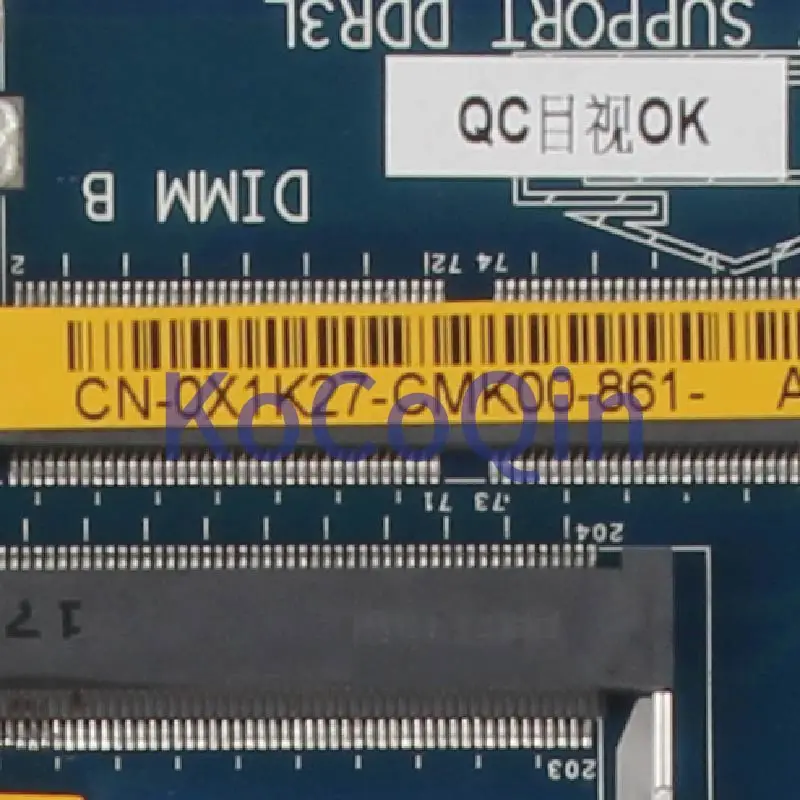 SUPPORT DDR3L
QC目视OK
DIMM B
2
72 74
CN-0X1K27-CMK00-861- A
KoCoQin
71 73
204
17
203